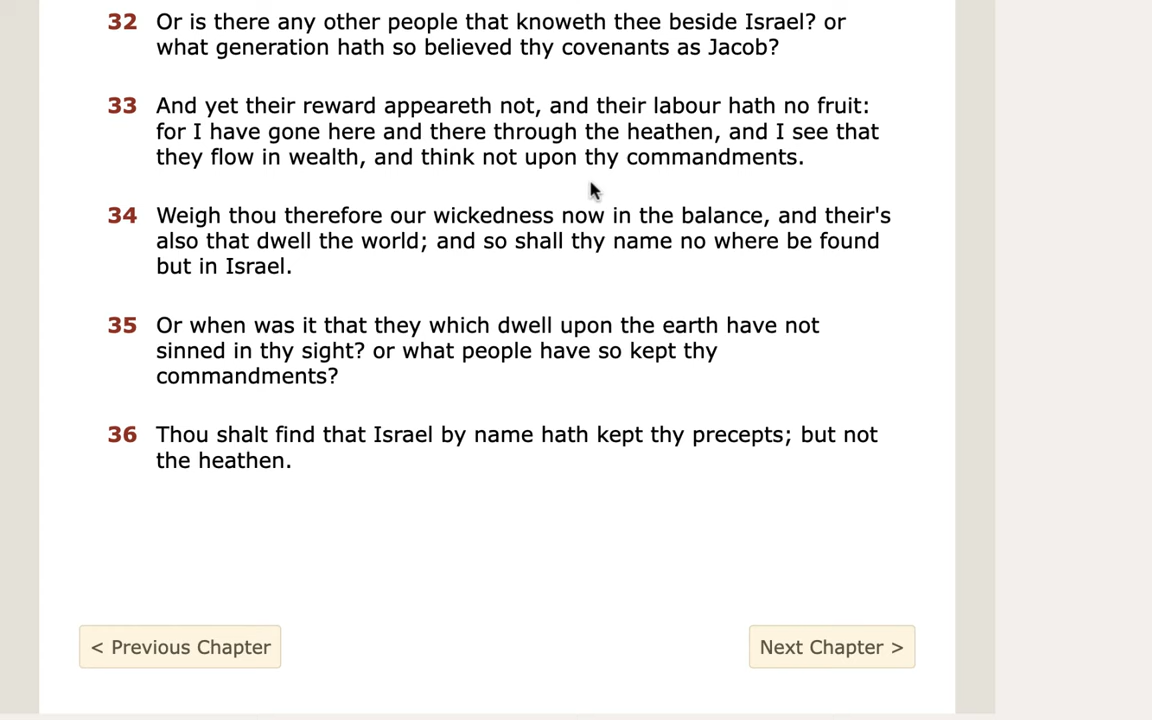 32 Or is there any other people that knoweth thee beside Israel? or
what generation hath so believed thy covenants as Jacob?
33 And yet their reward appeareth not, and their labour hath no fruit:
for I have gone here and there through the heathen, and I see that
they flow in wealth, and think not upon thy commandments.
34 Weigh thou therefore our wickedness now in the balance, and their's
also that dwell the world; and so shall thy name no where be found
but in Israel.
35 Or when was it that they which dwell upon the earth have not
sinned in thy sight? or what people have so kept thy
commandments?
36 Thou shalt find that Israel by name hath kept thy precepts; but not
the heathen.
< Previous Chapter
Next Chapter >